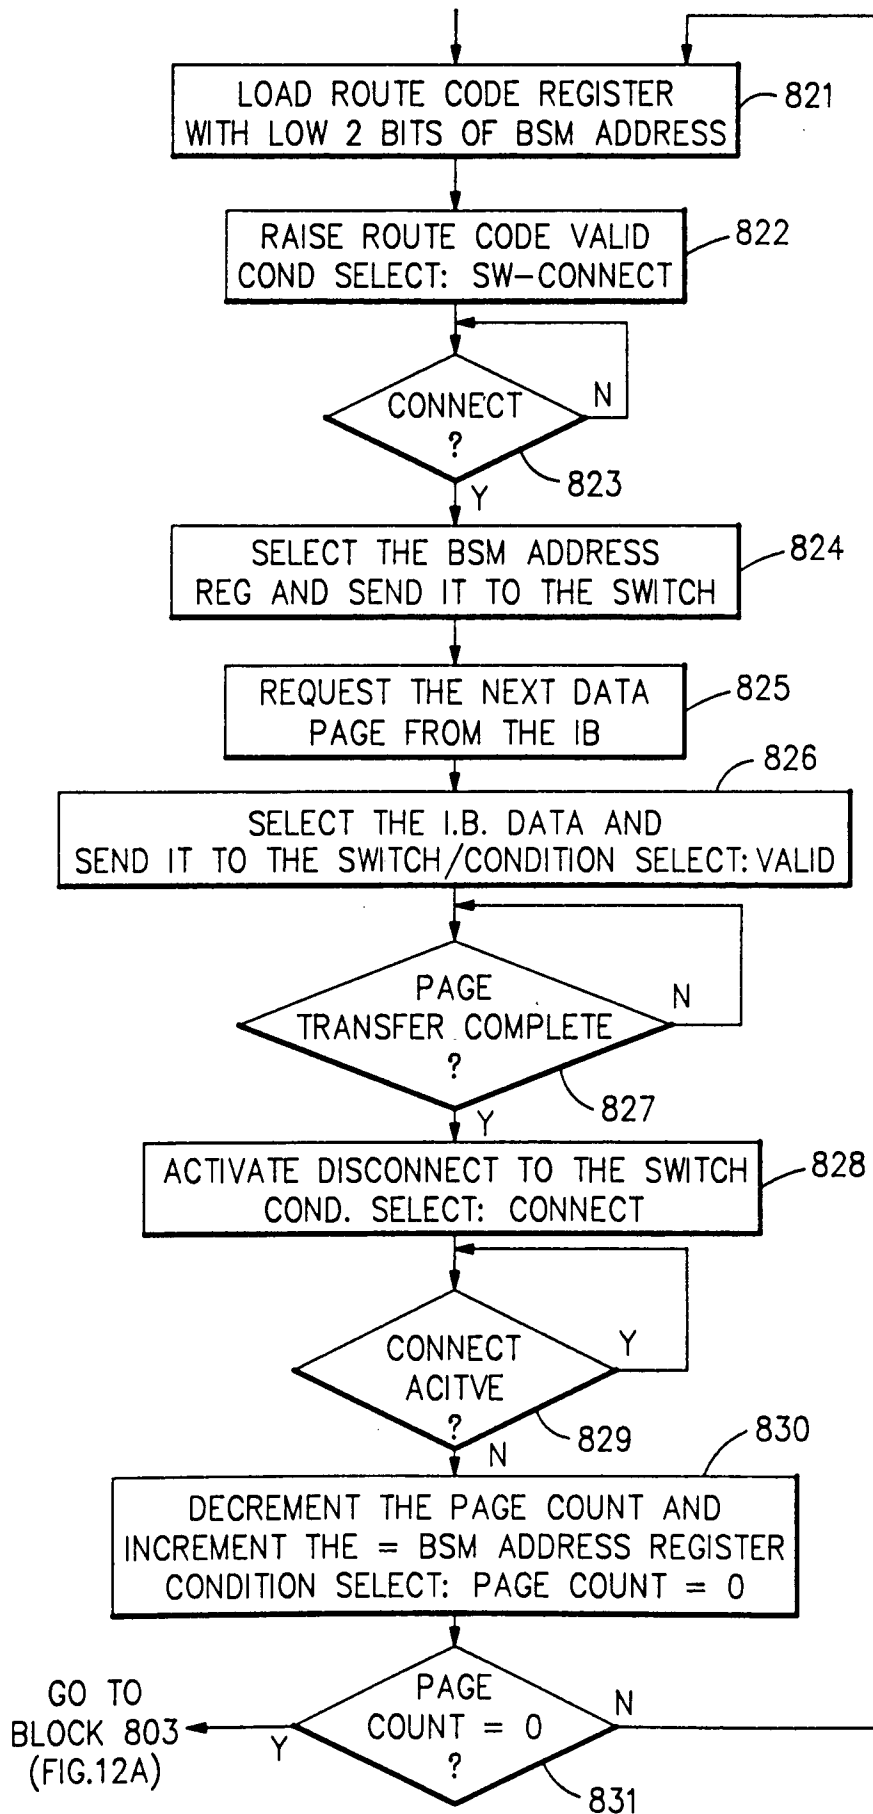 LOAD ROUTE CODE REGISTER
WITH LOW 2 BITS OF BSM ADDRESS
821
RAISE ROUTE CODE VALID
COND SELECT: SW-CONNECT
822
CONNECT
?
N
823
Y
SELECT THE BSM ADDRESS
REG AND SEND IT TO THE SWITCH
824
REQUEST THE NEXT DATA
PAGE FROM THE IB
825
826
SELECT THE I.B. DATA AND
SEND IT TO THE SWITCH/CONDITION SELECT: VALID
PAGE
TRANSFER COMPLETE
?
N
827
Y
ACTIVATE DISCONNECT TO THE SWITCH
COND. SELECT: CONNECT
828
CONNECT
ACITVE
?
Y
829
N
830
DECREMENT THE PAGE COUNT AND
INCREMENT THE = BSM ADDRESS REGISTER
CONDITION SELECT: PAGE COUNT = 0
PAGE
COUNT = 0
?
N
Y
831
GO TO
BLOCK 803
(FIG.12A)